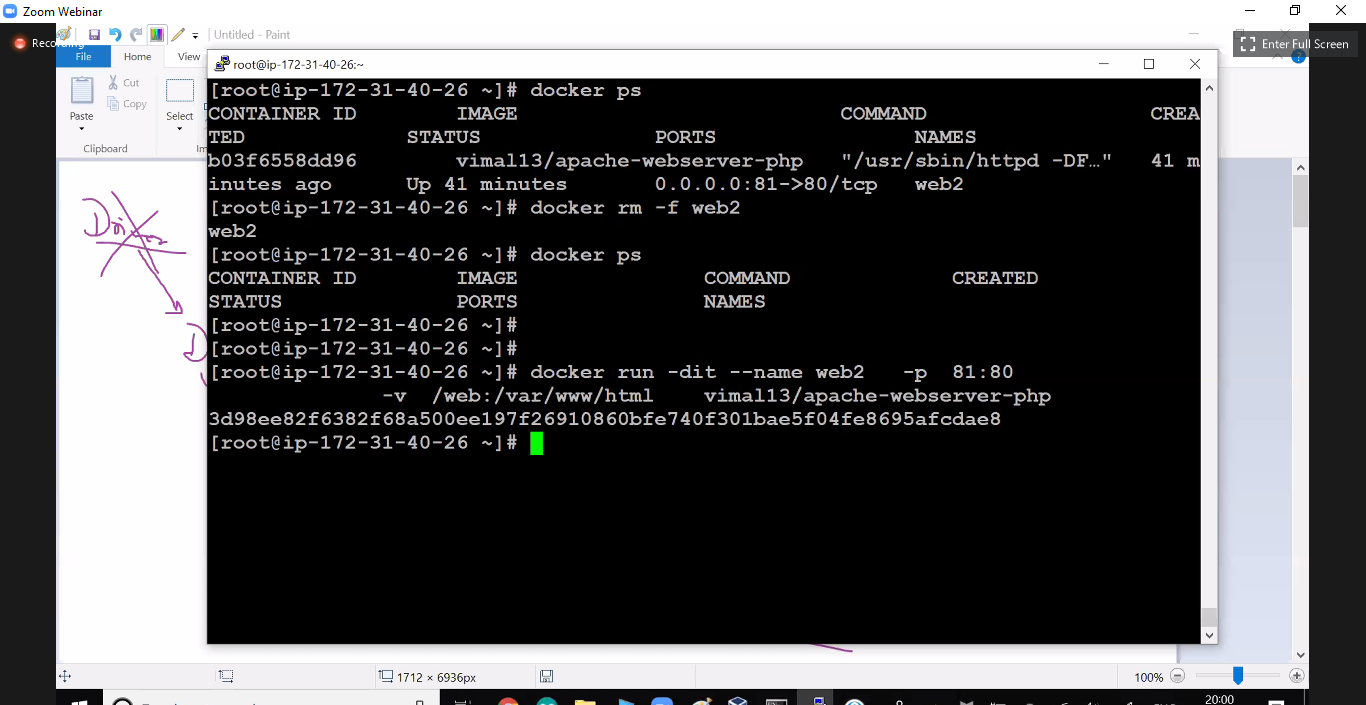 Zoom Webinar
Recording
Untitled - Paint
Enter Full Screen
File Home View
Paste
Cut
Copy
Select
Clipboard
root@ip-172-31-40-26:~
[root@ip-172-31-40-26 ~]# docker ps
CONTAINER ID IMAGE COMMAND CREA
TED STATUS PORTS NAMES
b03f6558dd96 vimal13/apache-webserver-php "/usr/sbin/httpd -DF…" 41 m
inutes ago Up 41 minutes 0.0.0.0:81->80/tcp web2
[root@ip-172-31-40-26 ~]# docker rm -f web2
web2
[root@ip-172-31-40-26 ~]# docker ps
CONTAINER ID IMAGE COMMAND CREATED
STATUS PORTS NAMES
[root@ip-172-31-40-26 ~]#
[root@ip-172-31-40-26 ~]#
[root@ip-172-31-40-26 ~]# docker run -dit --name web2 -p 81:80
-v /web:/var/www/html vimal13/apache-webserver-php
3d98ee82f6382f68a500ee197f26910860bfe740f301bae5f04fe8695afcdae8
[root@ip-172-31-40-26 ~]#
1712 × 6936px
100%
20:00